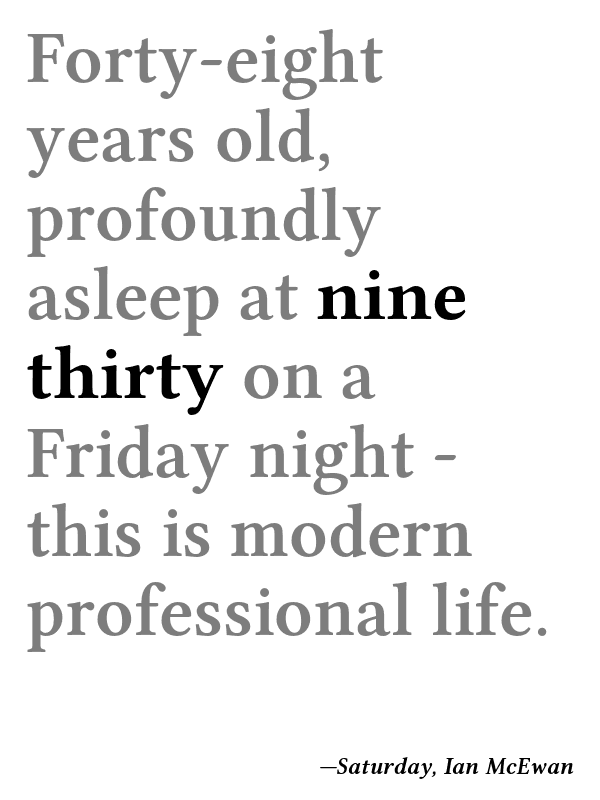 Forty-eight
years old,
profoundly
asleep at nine
thirty on a
Friday night -
this is modern
professional life.
—Saturday, Ian McEwan